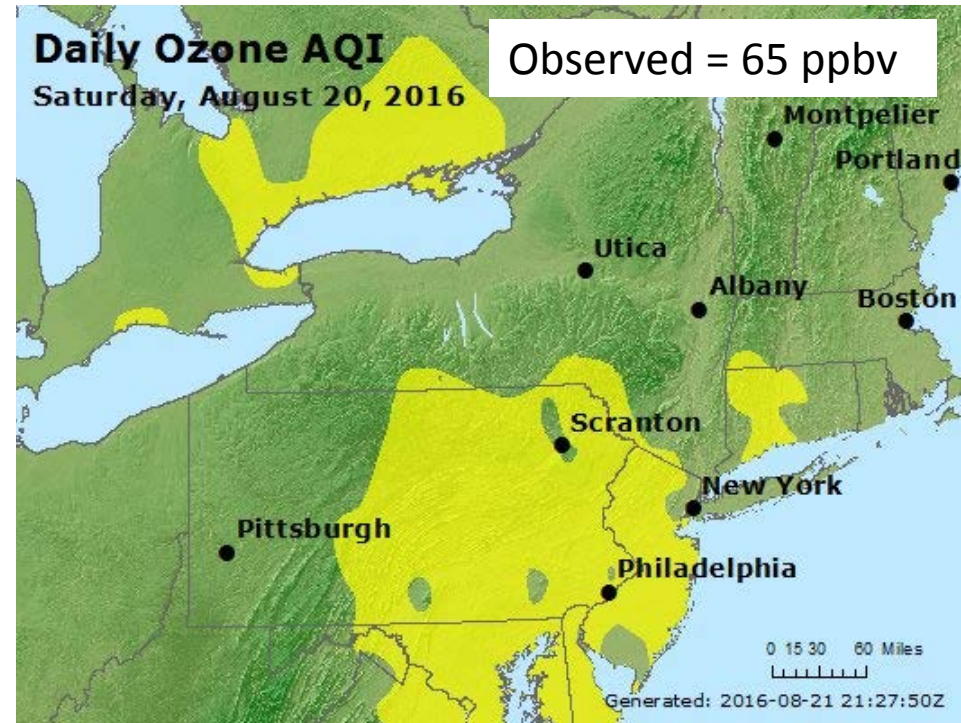 Daily Ozone AQI
Saturday, August 20, 2016
Observed = 65 ppbv
Montpelier
Portland
Utica
Albany
Boston
Scranton
New York
Pittsburgh
Philadelphia
0 15 30 60 Miles
Generated: 2016-08-21 21:27:50Z